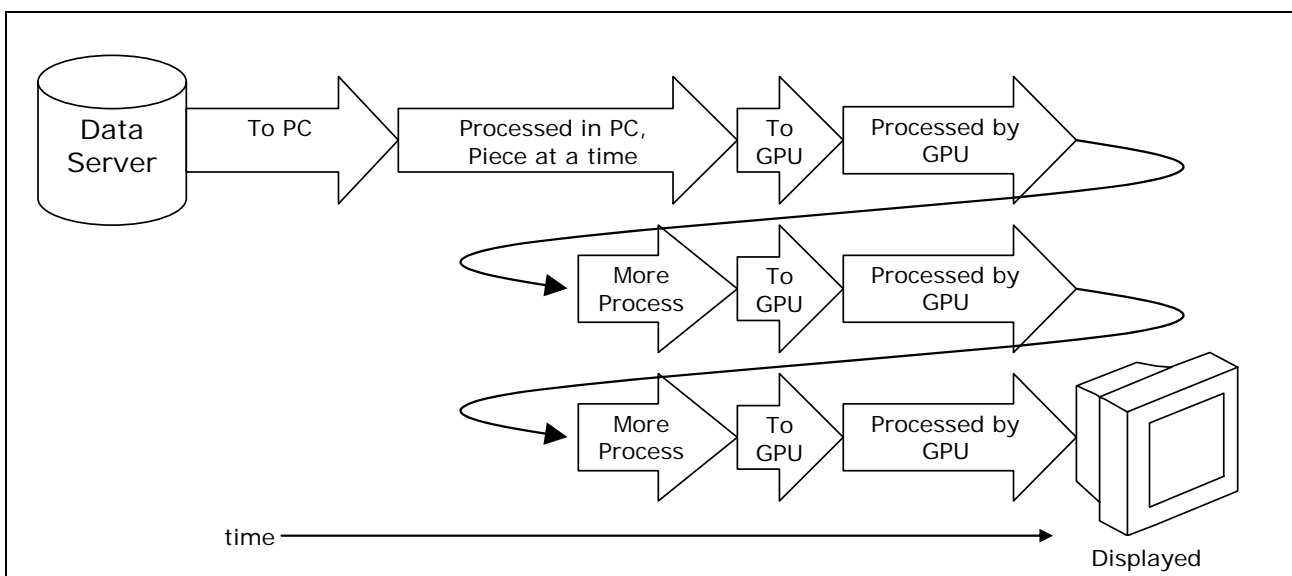 Data
Server
To PC
Processed in PC,
Piece at a time
To
GPU
Processed by
GPU
More
Process
To
GPU
Processed by
GPU
More
Process
To
GPU
Processed by
GPU
time
Displayed